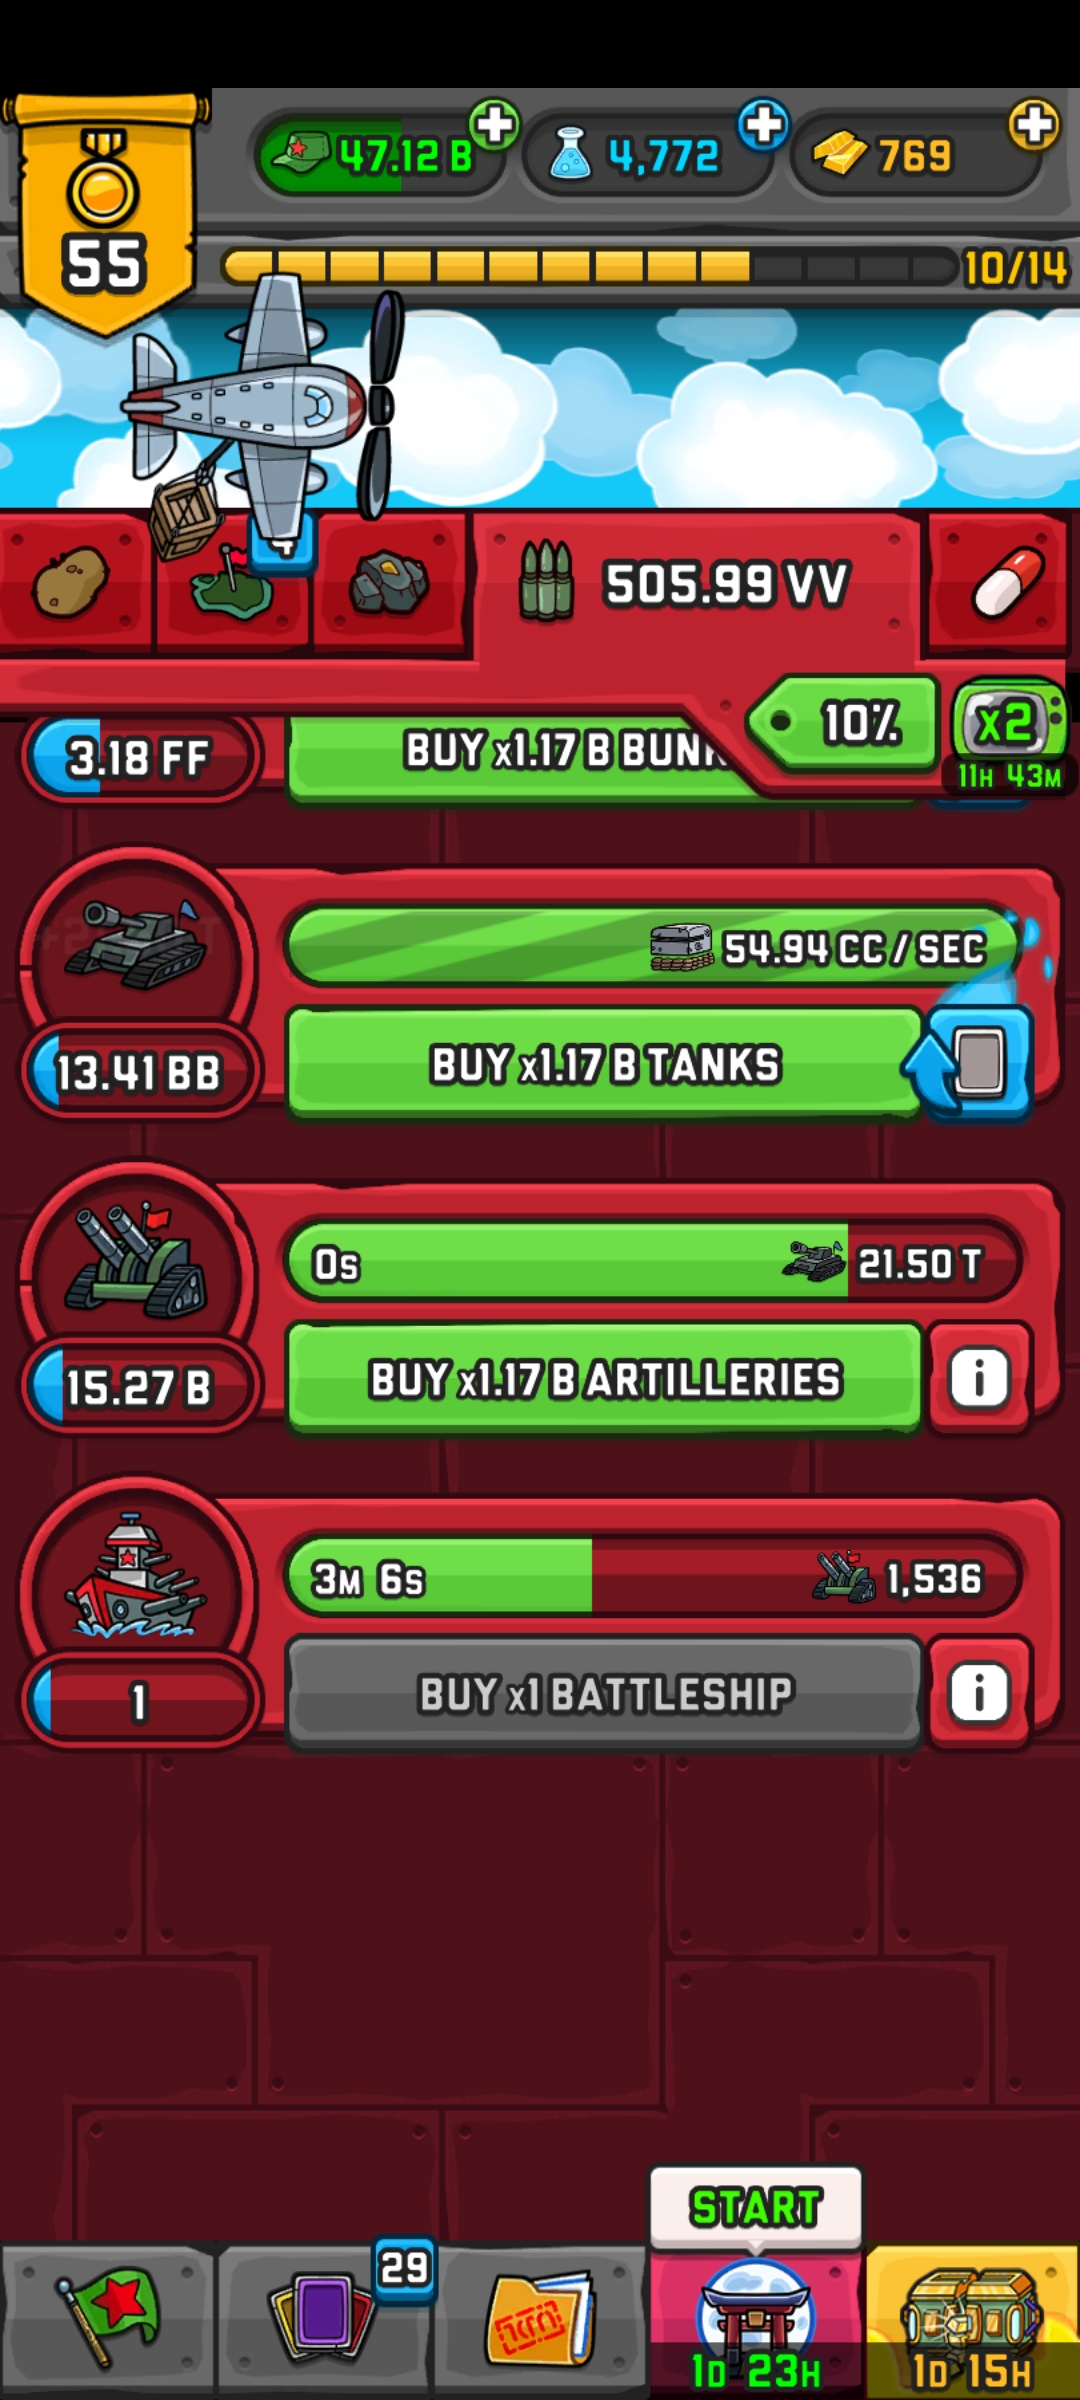 47.12 B
4,772
769
55
10/14
505.99 VV
10%
x2
11H 43M
3.18 FF
BUY x1.17 B BUN
54.94 CC / SEC
13.41 BB
BUY x1.17 B TANKS
0s
21.50 T
15.27 B
BUY x1.17 B ARTILLERIES
3M 6s
1,536
1
BUY x1 BATTLESHIP
START
29
1D 23H
1D 15H